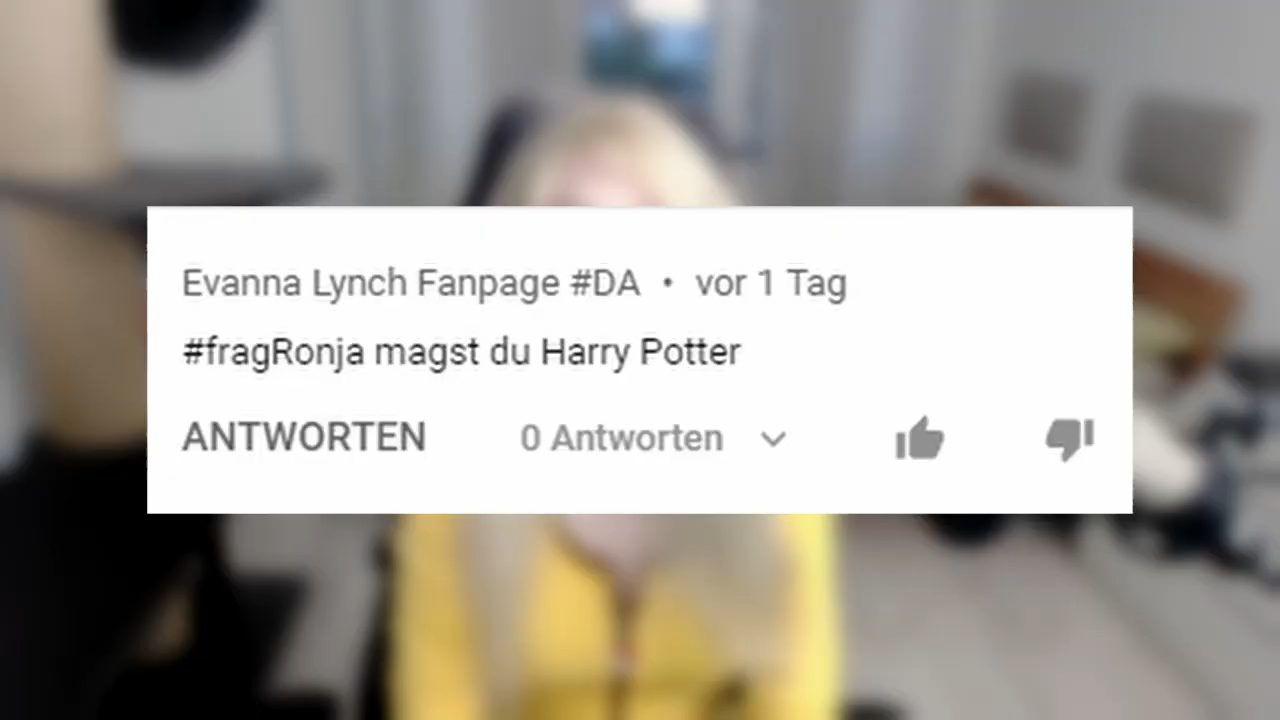 Evanna Lynch Fanpage #DA • vor 1 Tag
#fragRonja magst du Harry Potter
ANTWORTEN 0 Antworten